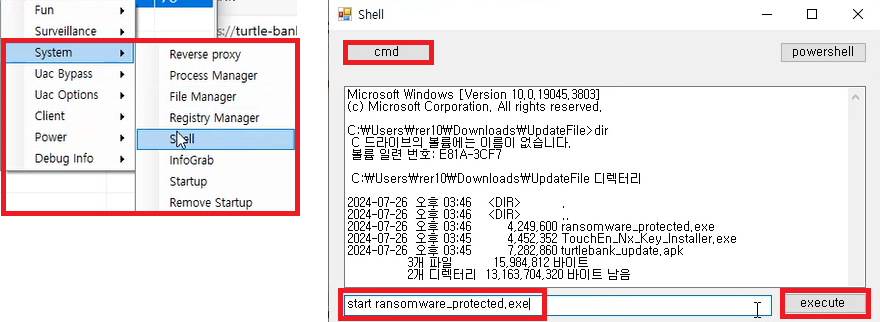 Fun
Surveillance
System
Uac Bypass
Uac Options
Client
Power
Debug Info
s://turtle-bank
Reverse proxy
Process Manager
File Manager
Registry Manager
Shell
InfoGrab
Startup
Remove Startup
Shell
cmd
powershell
Microsoft Windows [Version 10.0.19045.3803]
(c) Microsoft Corporation. All rights reserved.
C:₩Users₩rer10₩Downloads₩UpdateFile>dir
C 드라이브의 볼륨에는 이름이 없습니다.
볼륨 일련 번호: E81A-3CF7
C:₩Users₩rer10₩Downloads₩UpdateFile 디렉터리
2024-07-26 오후 03:46 <DIR> .
2024-07-26 오후 03:46 <DIR> ..
2024-07-26 오후 03:46 4,249,600 ransomware_protected.exe
2024-07-26 오후 03:45 4,452,352 TouchEn_Nx_Key_Installer.exe
2024-07-26 오후 03:45 7,282,860 turtlebank_update.apk
3개 파일 15,984,812 바이트
2개 디렉터리 13,163,704,320 바이트 남음
start ransomware_protected.exe
execute